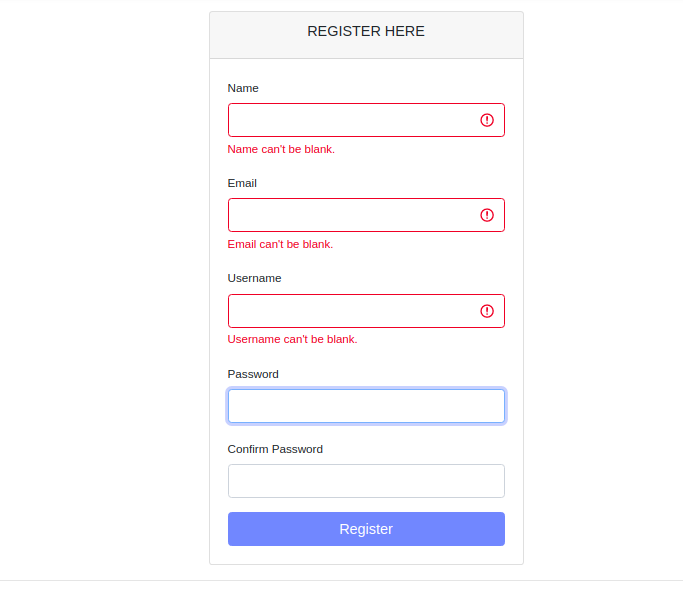 REGISTER HERE
Name
Name can't be blank.
Email
Email can't be blank.
Username
Username can't be blank.
Password
Confirm Password
Register